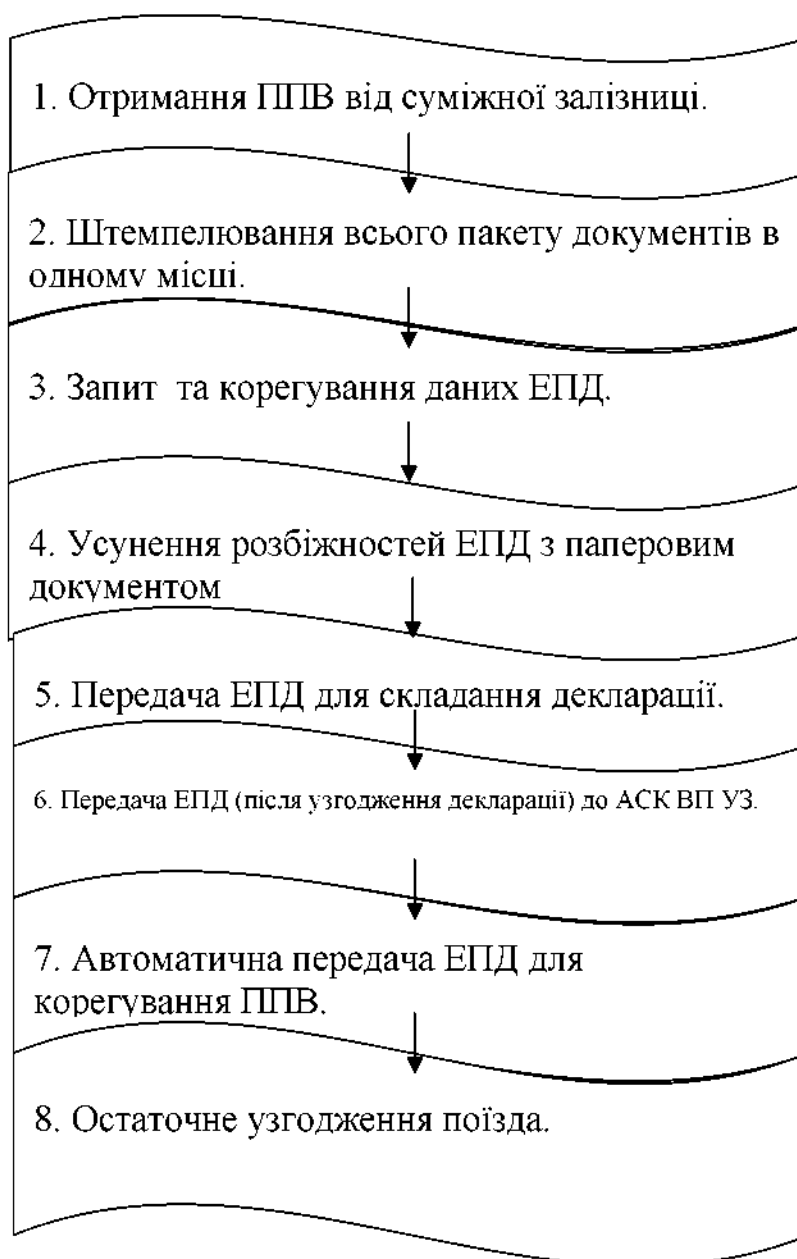 1. Отримання ППВ від суміжної залізниці.
2. Штемпелювання всього пакету документів в
одному місці.
3. Запит та корегування даних ЕПД.
4. Усунення розбіжностей ЕПД з паперовим
документом
5. Передача ЕПД для складання декларації.
6. Передача ЕПД (після узгодження декларації) до АСК ВП УЗ.
7. Автоматична передача ЕПД для
корегування ППВ.
8. Остаточне узгодження поїзда.